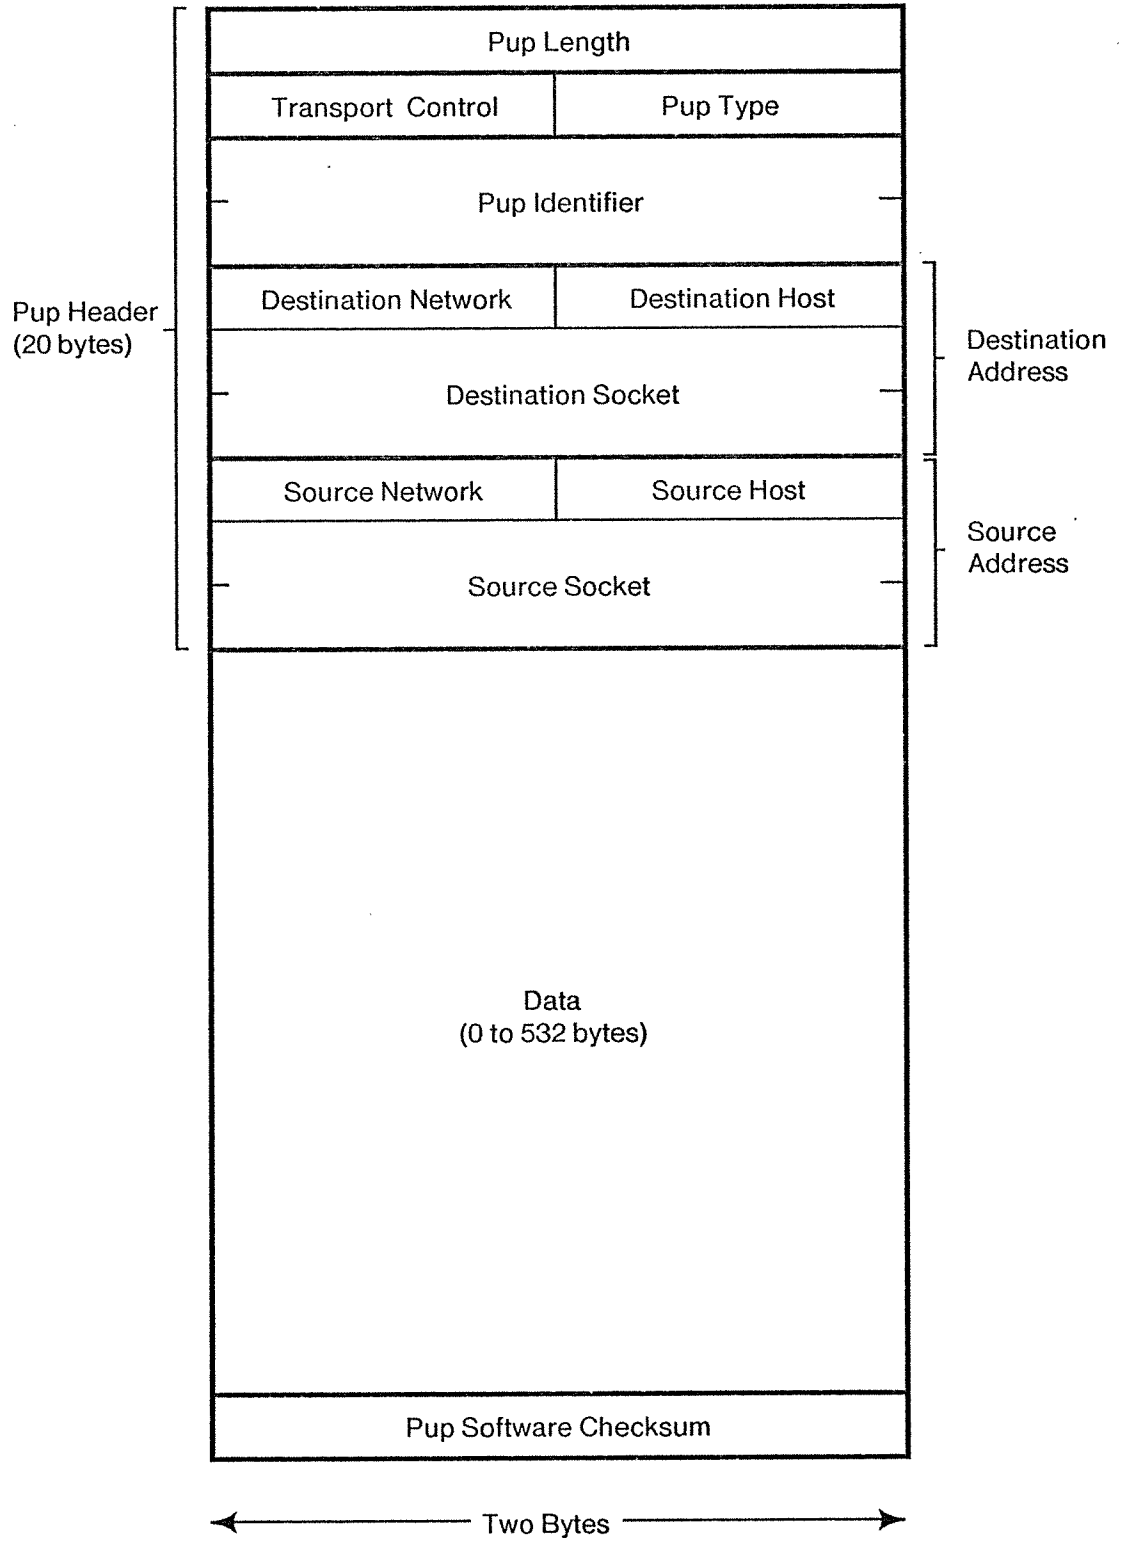 Pup Length
Transport Control
Pup Type
Pup Identifier
Destination Network
Destination Host
Pup Header
(20 bytes)
Destination
Address
Destination Socket
Source Network
Source Host
Source
Address
Source Socket
Data
(0 to 532 bytes)
Pup Software Checksum
Two Bytes